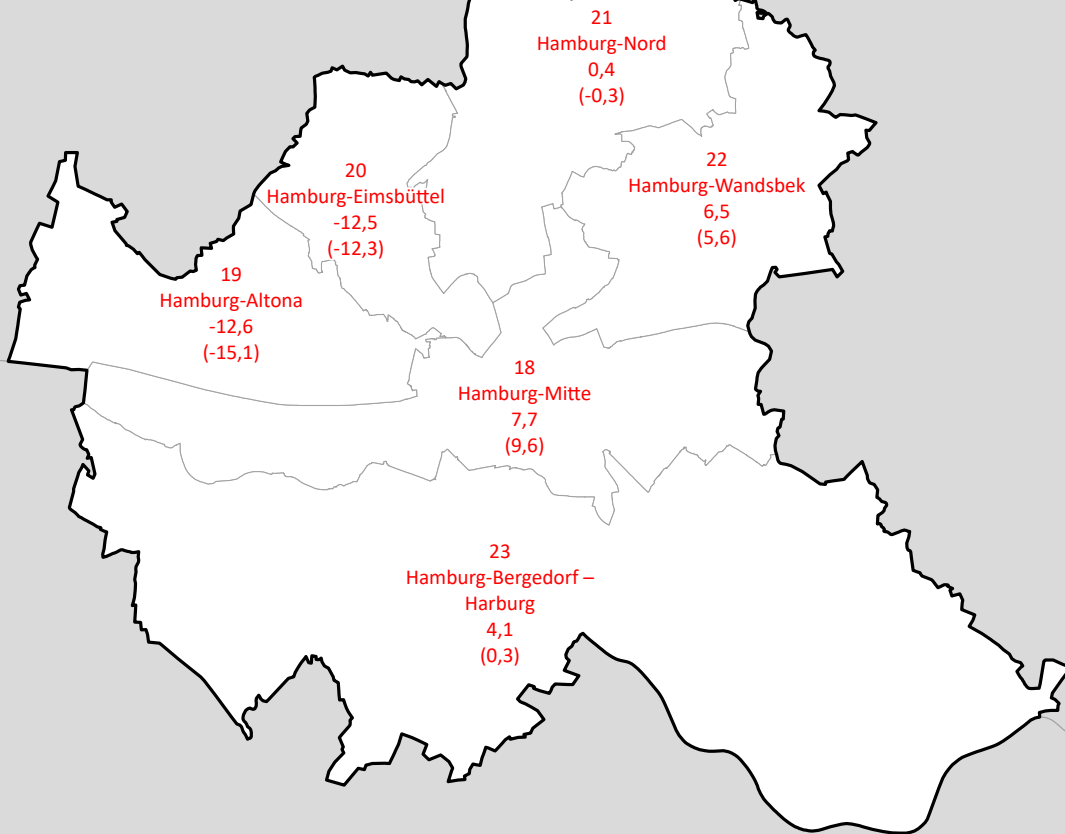 21
Hamburg-Nord
0,4
(-0,3)
22
Hamburg-Wandsbek
6,5
(5,6)
20
Hamburg-Eimsbüttel
-12,5
(-12,3)
19
Hamburg-Altona
-12,6
(-15,1)
18
Hamburg-Mitte
7,7
(9,6)
23
Hamburg-Bergedorf –
Harburg
4,1
(0,3)